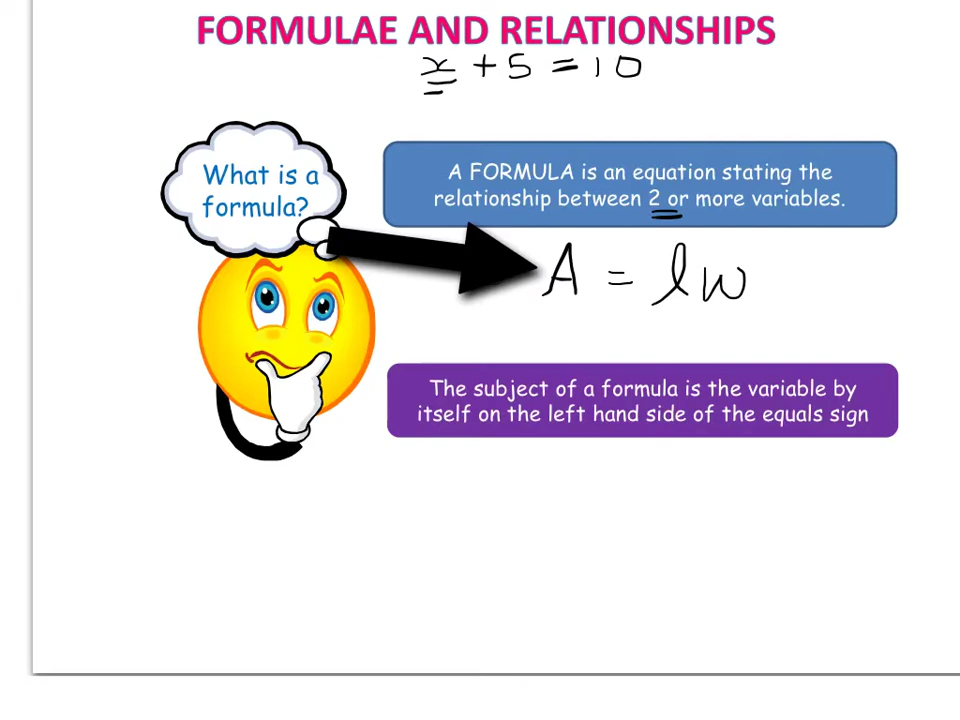 FORMULAE AND RELATIONSHIPS
x + 5 = 10
What is a
formula?
A FORMULA is an equation stating the
relationship between 2 or more variables.
A = lw
The subject of a formula is the variable by
itself on the left hand side of the equals sign